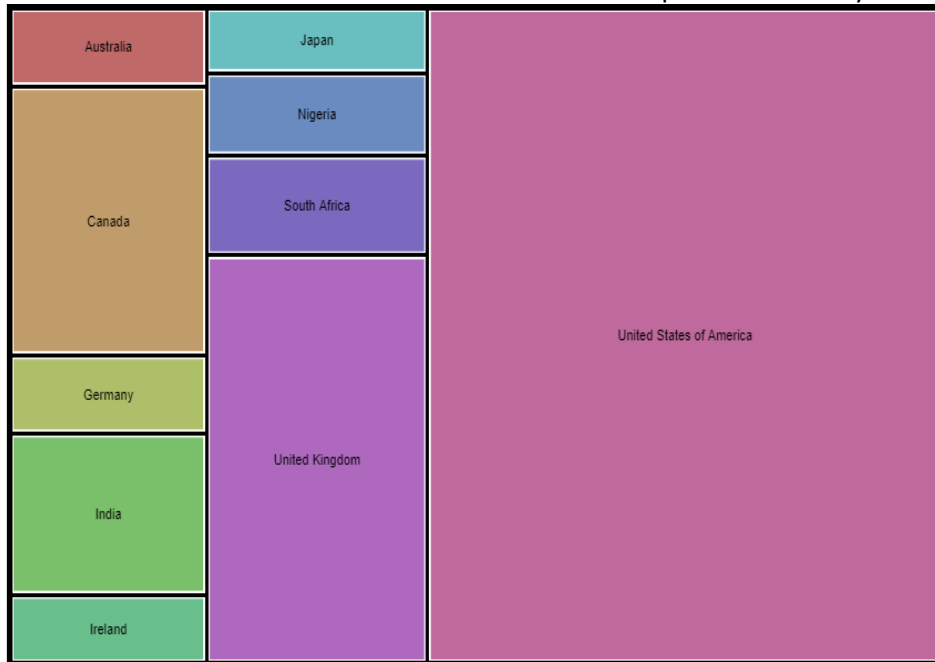 Australia
Canada
Germany
India
Ireland
Japan
Nigeria
South Africa
United Kingdom
United States of America